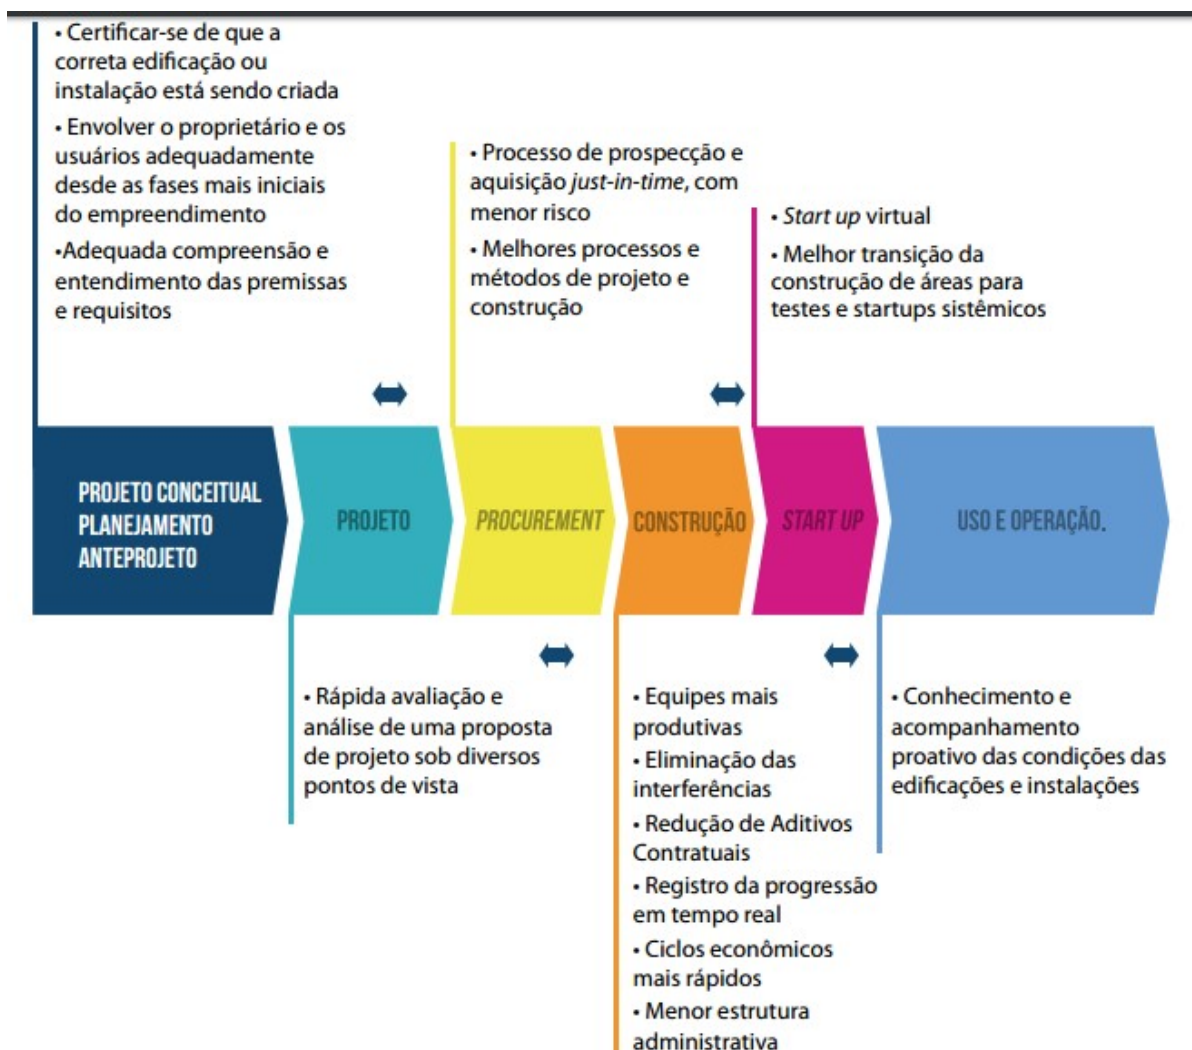 • Certificar-se de que a
correta edificação ou
instalação está sendo criada
• Envolver o proprietário e os
usuários adequadamente
desde as fases mais iniciais
do empreendimento
•Adequada compreensão e
entendimento das premissas
e requisitos
• Processo de prospecção e
aquisição just-in-time, com
menor risco
• Melhores processos e
métodos de projeto e
construção
• Start up virtual
• Melhor transição da
construção de áreas para
testes e startups sistêmicos
PROJETO CONCEITUAL
PLANEJAMENTO
ANTEPROJETO
PROJETO
PROCUREMENT
CONSTRUÇÃO
START UP
USO E OPERAÇÃO.
• Rápida avaliação e
análise de uma proposta
de projeto sob diversos
pontos de vista
• Equipes mais
produtivas
• Eliminação das
interferências
• Redução de Aditivos
Contratuais
• Registro da progressão
em tempo real
• Ciclos econômicos
mais rápidos
• Menor estrutura
administrativa
• Conhecimento e
acompanhamento
proativo das condições das
edificações e instalações